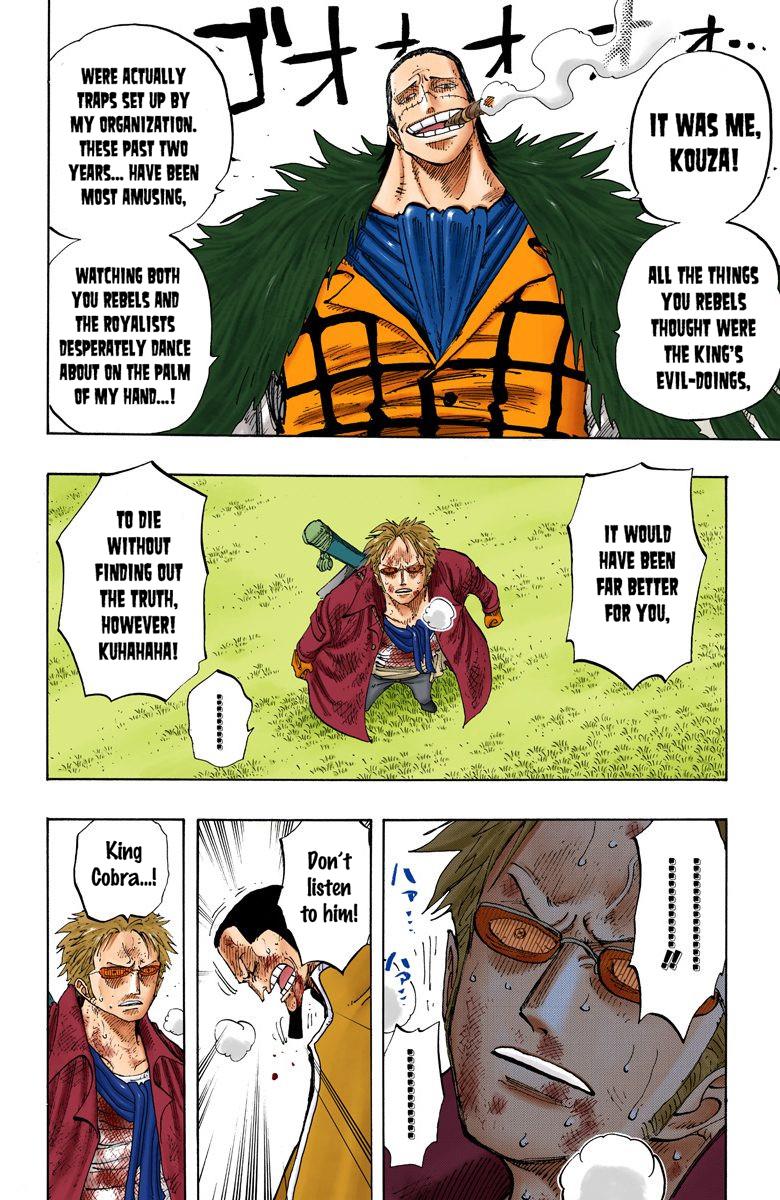 ゴオオオオオ...
IT WAS ME,
KOUZA!
ALL THE THINGS
YOU REBELS
THOUGHT WERE
THE KING'S
EVIL-DOINGS,
WERE ACTUALLY
TRAPS SET UP BY
MY ORGANIZATION.
THESE PAST TWO
YEARS... HAVE BEEN
MOST AMUSING,
WATCHING BOTH
YOU REBELS AND
THE ROYALISTS
DESPERATELY DANCE
ABOUT ON THE PALM
OF MY HAND...!
IT WOULD
HAVE BEEN
FAR BETTER
FOR YOU,
TO DIE
WITHOUT
FINDING OUT
THE TRUTH,
HOWEVER!
KUHAHAHA!
............
............!!
ハァ...
ハァ...
............
Don't
listen
to him!
King
Cobra...!